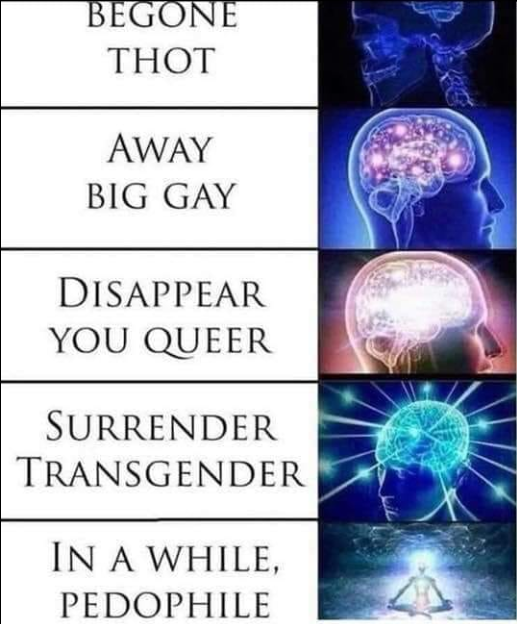 BEGONE
THOT
AWAY
BIG GAY
DISAPPEAR
YOU QUEER
SURRENDER
TRANSGENDER
IN A WHILE,
PEDOPHILE